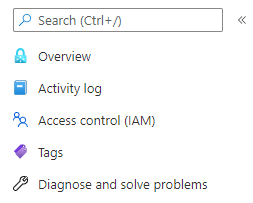 Search (Ctrl+/)
Overview
Activity log
Access control (IAM)
Tags
Diagnose and solve problems